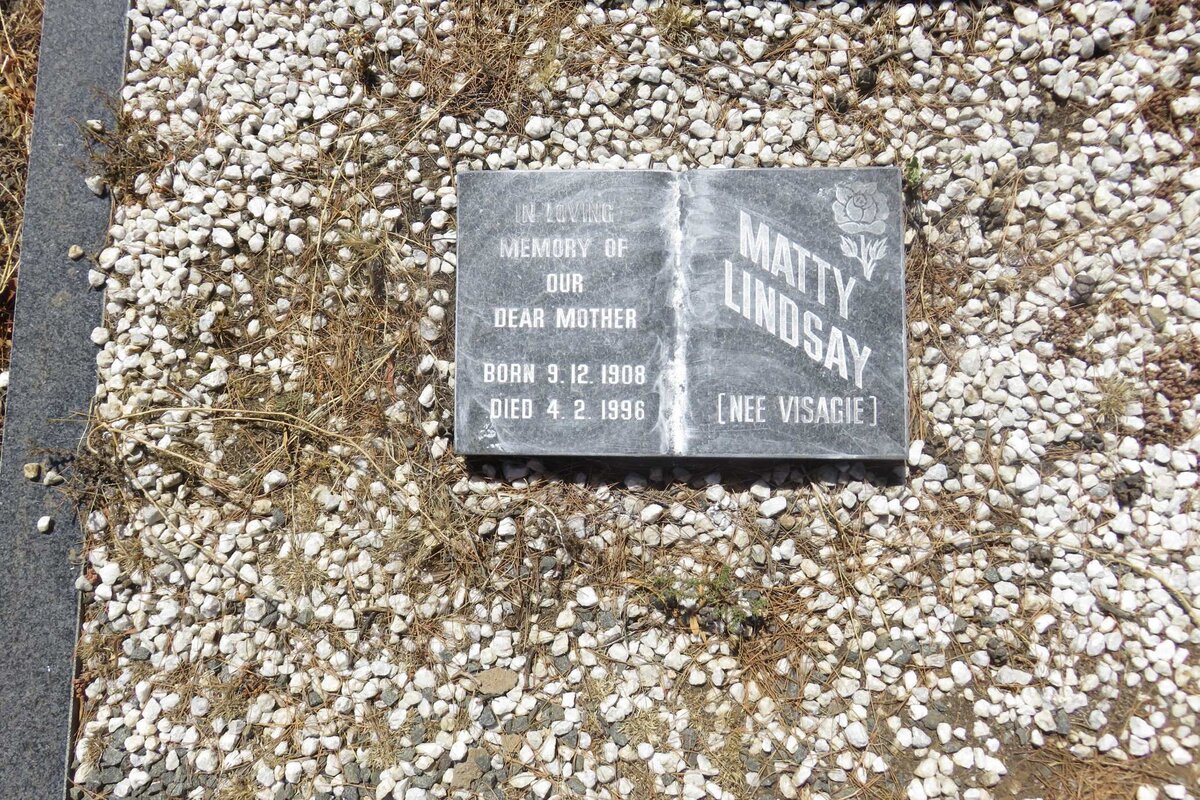 IN LOVING
MEMORY OF
OUR
DEAR MOTHER
BORN 9.12.1908
DIED 4.2.1996
MATTY
LINDSAY
[NEE VISAGIE]